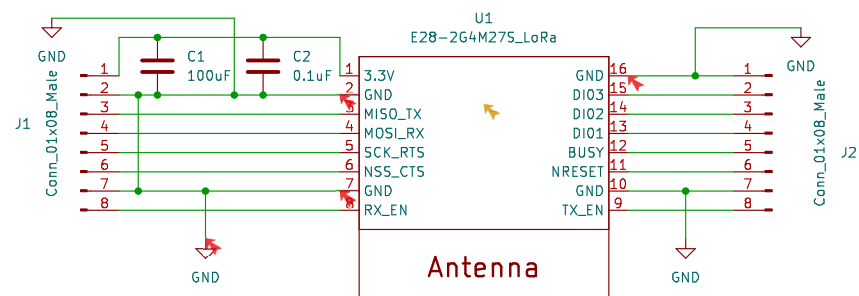 U1
E28-2G4M27S_LoRa
GND
GND
C1
100uF
C2
0.1uF
J1
Conn_01x08_Male
1
2
3
4
5
6
7
8
1 3.3V
2 GND
3 MISO_TX
4 MOSI_RX
5 SCK_RTS
6 NSS_CTS
7 GND
8 RX_EN
GND 16
DIO3 15
DIO2 14
DIO1 13
BUSY 12
NRESET 11
GND 10
TX_EN 9
1
2
3
4
5
6
7
8
Conn_01x08_Male
J2
GND
GND
Antenna